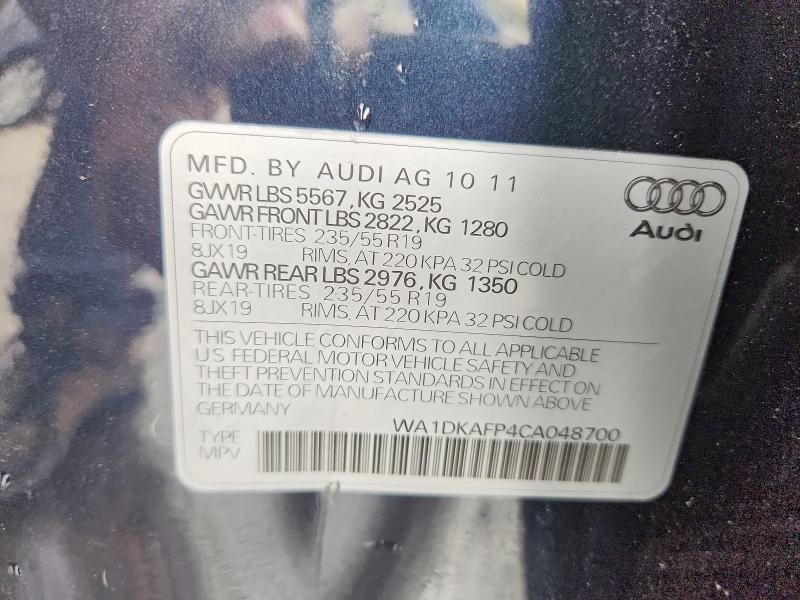 MFD. BY AUDI AG 10 11
GVWR LBS 5567, KG 2525
GAWR FRONT LBS 2822, KG 1280
FRONT-TIRES 235/55 R19
8JX19 RIMS, AT 220 KPA 32 PSI COLD
GAWR REAR LBS 2976, KG 1350
REAR-TIRES 235/55 R19
8JX19 RIMS, AT 220 KPA 32 PSI COLD
THIS VEHICLE CONFORMS TO ALL APPLICABLE
U.S FEDERAL MOTOR VEHICLE SAFETY AND
THEFT PREVENTION STANDARDS IN EFFECT ON
THE DATE OF MANUFACTURE SHOWN ABOVE
GERMANY WA1DKAFP4CA048700
TYPE
MPV
Audi